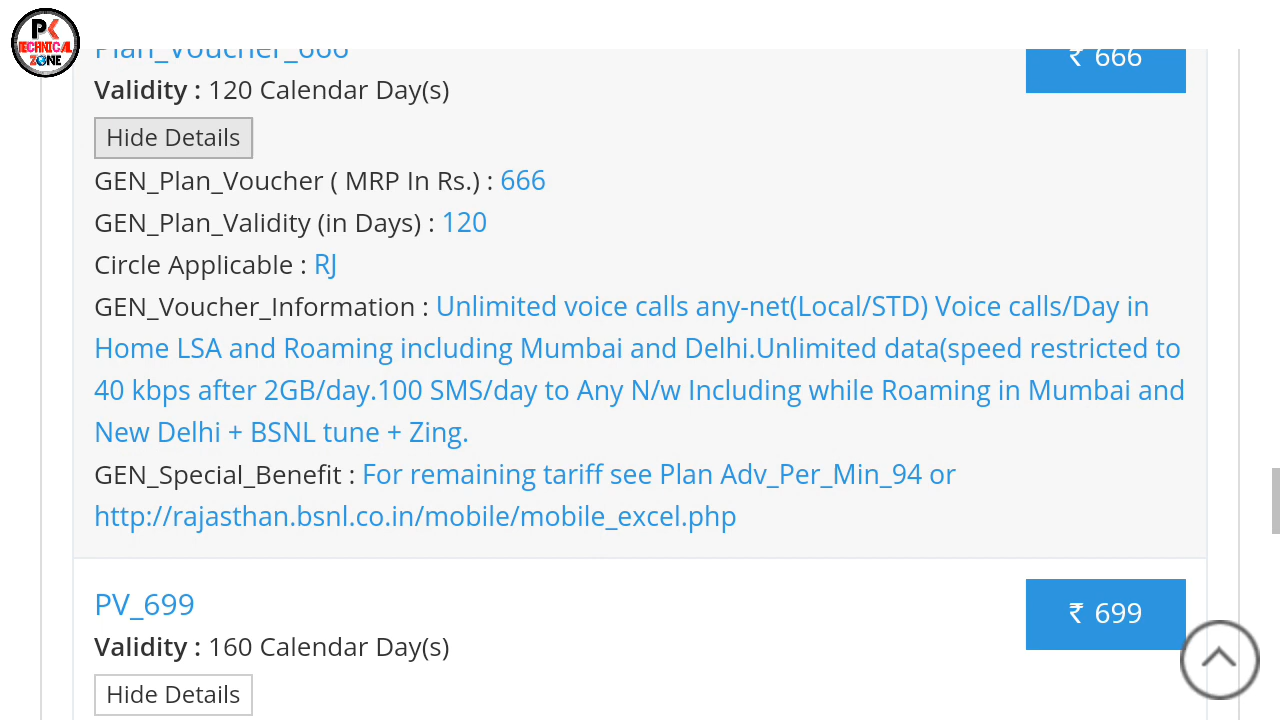 PK
TECHNICAL
ZONE
Plan_Voucher_666
₹ 666
Validity : 120 Calendar Day(s)
Hide Details
GEN_Plan_Voucher ( MRP In Rs.) : 666
GEN_Plan_Validity (in Days) : 120
Circle Applicable : RJ
GEN_Voucher_Information : Unlimited voice calls any-net(Local/STD) Voice calls/Day in
Home LSA and Roaming including Mumbai and Delhi.Unlimited data(speed restricted to
40 kbps after 2GB/day.100 SMS/day to Any N/w Including while Roaming in Mumbai and
New Delhi + BSNL tune + Zing.
GEN_Special_Benefit : For remaining tariff see Plan Adv_Per_Min_94 or
http://rajasthan.bsnl.co.in/mobile/mobile_excel.php
PV_699
₹ 699
Validity : 160 Calendar Day(s)
Hide Details